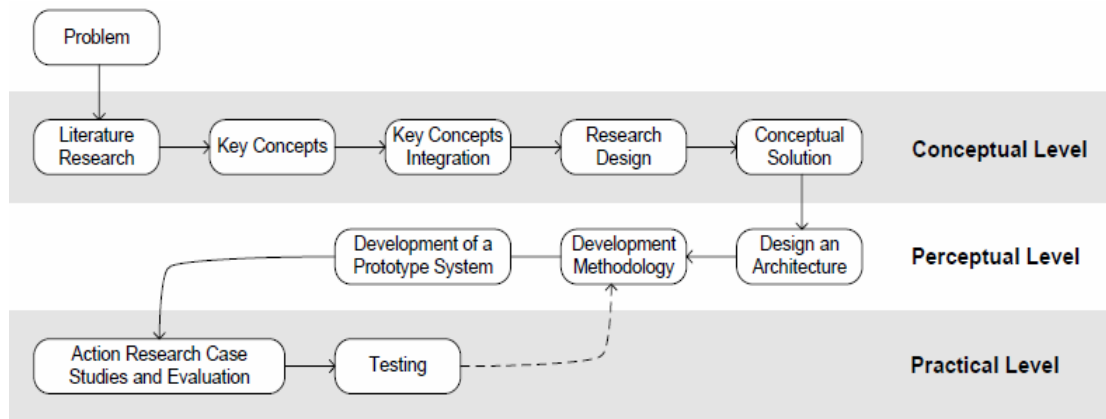 Problem
Literature
Research
Key Concepts
Key Concepts
Integration
Research
Design
Conceptual
Solution
Conceptual Level
Development of a
Prototype System
Development
Methodology
Design an
Architecture
Perceptual Level
Action Research Case
Studies and Evaluation
Testing
Practical Level